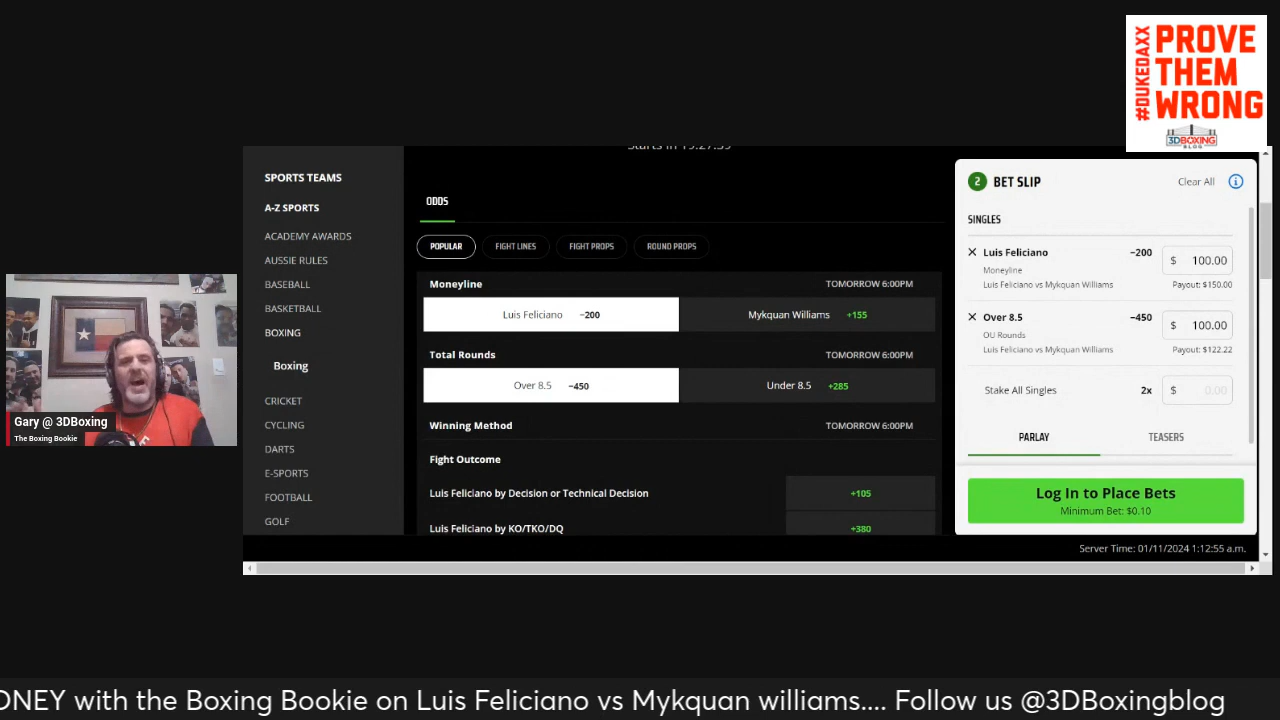 #DUKEDAXX
PROVE
THEM
WRONG
3DBOXING
BLOG
SPORTS TEAMS
A-Z SPORTS
ACADEMY AWARDS
AUSSIE RULES
BASEBALL
BASKETBALL
BOXING
Boxing
CRICKET
CYCLING
DARTS
E-SPORTS
FOOTBALL
GOLF
Starts in 19:27:39
ODDS
POPULAR FIGHT LINES FIGHT PROPS ROUND PROPS
Moneyline TOMORROW 6:00PM
Luis Feliciano −200 Mykquan Williams +155
Total Rounds TOMORROW 6:00PM
Over 8.5 −450 Under 8.5 +285
Winning Method TOMORROW 6:00PM
Fight Outcome
Luis Feliciano by Decision or Technical Decision +105
Luis Feliciano by KO/TKO/DQ +380
2 BET SLIP Clear All i
SINGLES
× Luis Feliciano −200 $ 100.00
Moneyline
Luis Feliciano vs Mykquan Williams Payout: $150.00
× Over 8.5 −450 $ 100.00
OU Rounds
Luis Feliciano vs Mykquan Williams Payout: $122.22
Stake All Singles 2x $ 0.00
PARLAY TEASERS
Log In to Place Bets
Minimum Bet: $0.10
Server Time: 01/11/2024 1:12:55 a.m.
Gary @ 3DBoxing
The Boxing Bookie
ONEY with the Boxing Bookie on Luis Feliciano vs Mykquan williams.... Follow us @3DBoxingblog